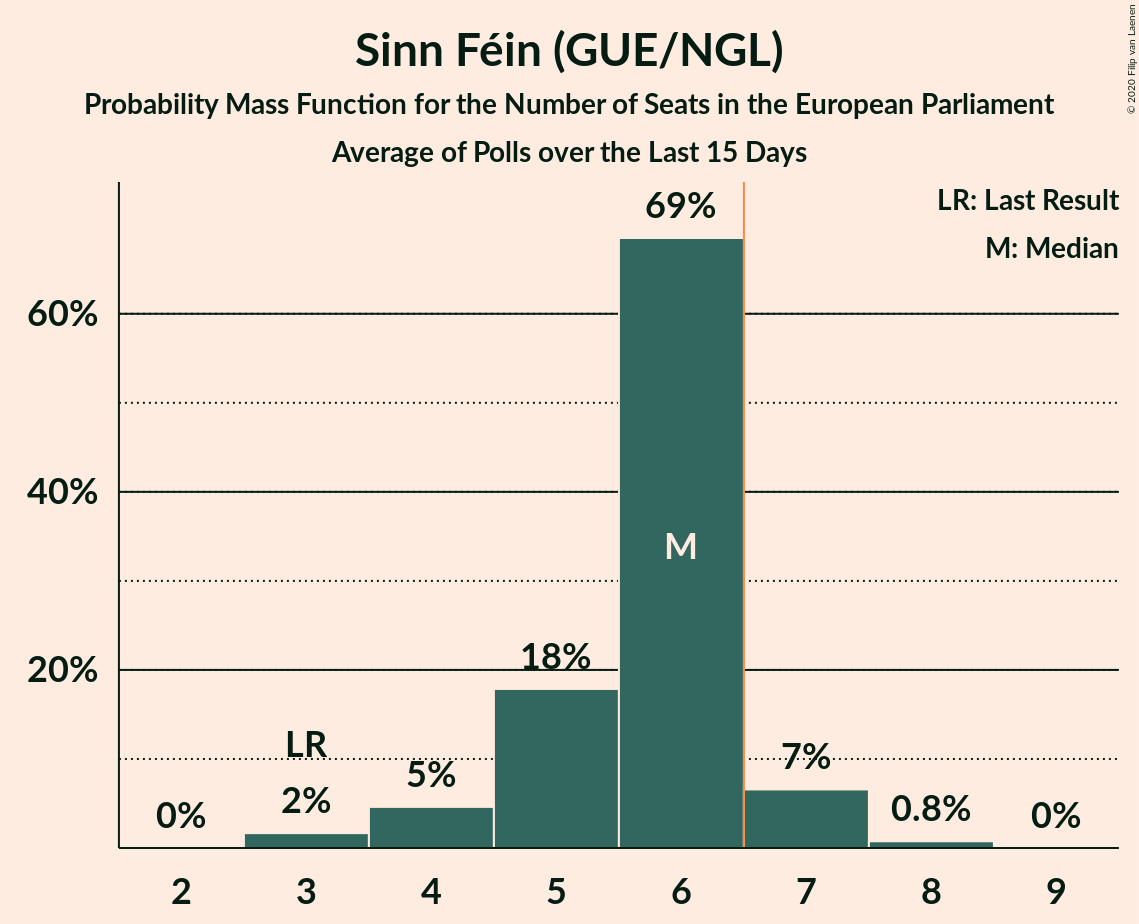 Sinn Féin (GUE/NGL)
Probability Mass Function for the Number of Seats in the European Parliament
Average of Polls over the Last 15 Days
© 2020 Filip van Laenen
LR: Last Result
M: Median
60%
40%
20%
0%
LR
2%
5%
18%
69%
M
7%
0.8%
0%
2
3
4
5
6
7
8
9